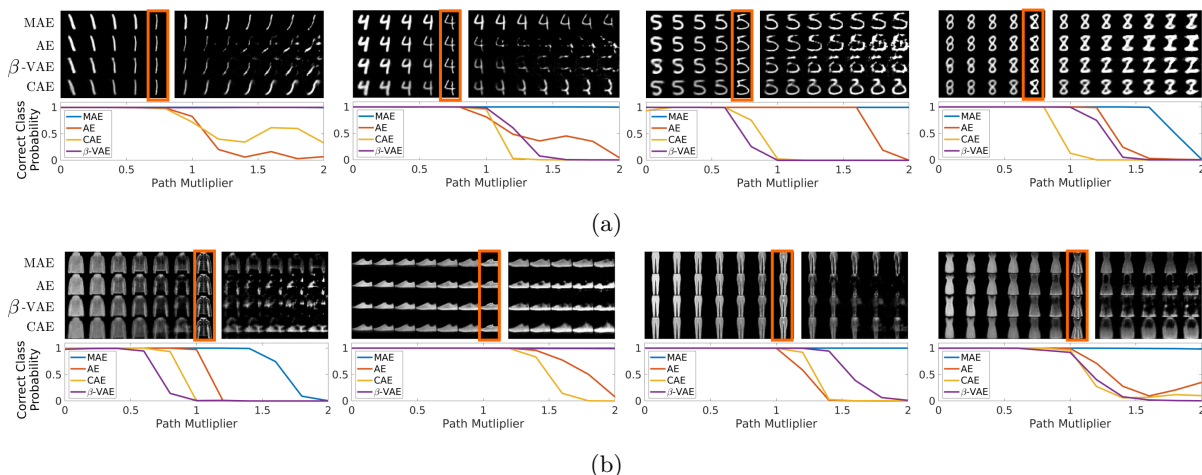 (a)
MAE
AE
β-VAE
CAE
Correct Class
Probability
1
0.5
0
MAE
AE
CAE
β-VAE
0 0.5 1 1.5 2
Path Mutliplier
1
0.5
0
MAE
AE
CAE
β-VAE
0 0.5 1 1.5 2
Path Mutliplier
1
0.5
0
MAE
AE
CAE
β-VAE
0 0.5 1 1.5 2
Path Mutliplier
1
0.5
0
MAE
AE
CAE
β-VAE
0 0.5 1 1.5 2
Path Mutliplier
(a)
MAE
AE
β-VAE
CAE
Correct Class
Probability
1
0.5
0
MAE
AE
CAE
β-VAE
0 0.5 1 1.5 2
Path Mutliplier
1
0.5
0
MAE
AE
CAE
β-VAE
0 0.5 1 1.5 2
Path Mutliplier
1
0.5
0
MAE
AE
CAE
β-VAE
0 0.5 1 1.5 2
Path Mutliplier
1
0.5
0
MAE
AE
CAE
β-VAE
0 0.5 1 1.5 2
Path Mutliplier
(b)